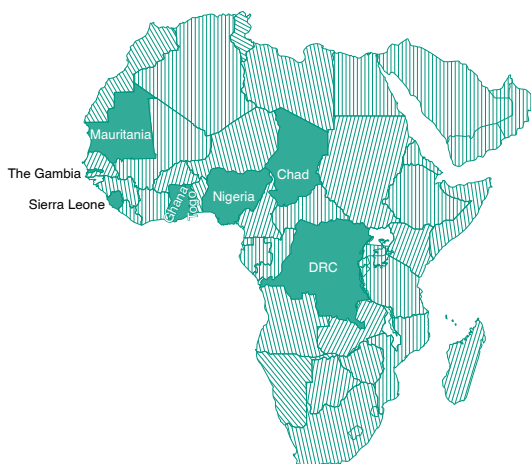 Mauritania
The Gambia
Sierra Leone
Ghana
Togo
Nigeria
Chad
DRC